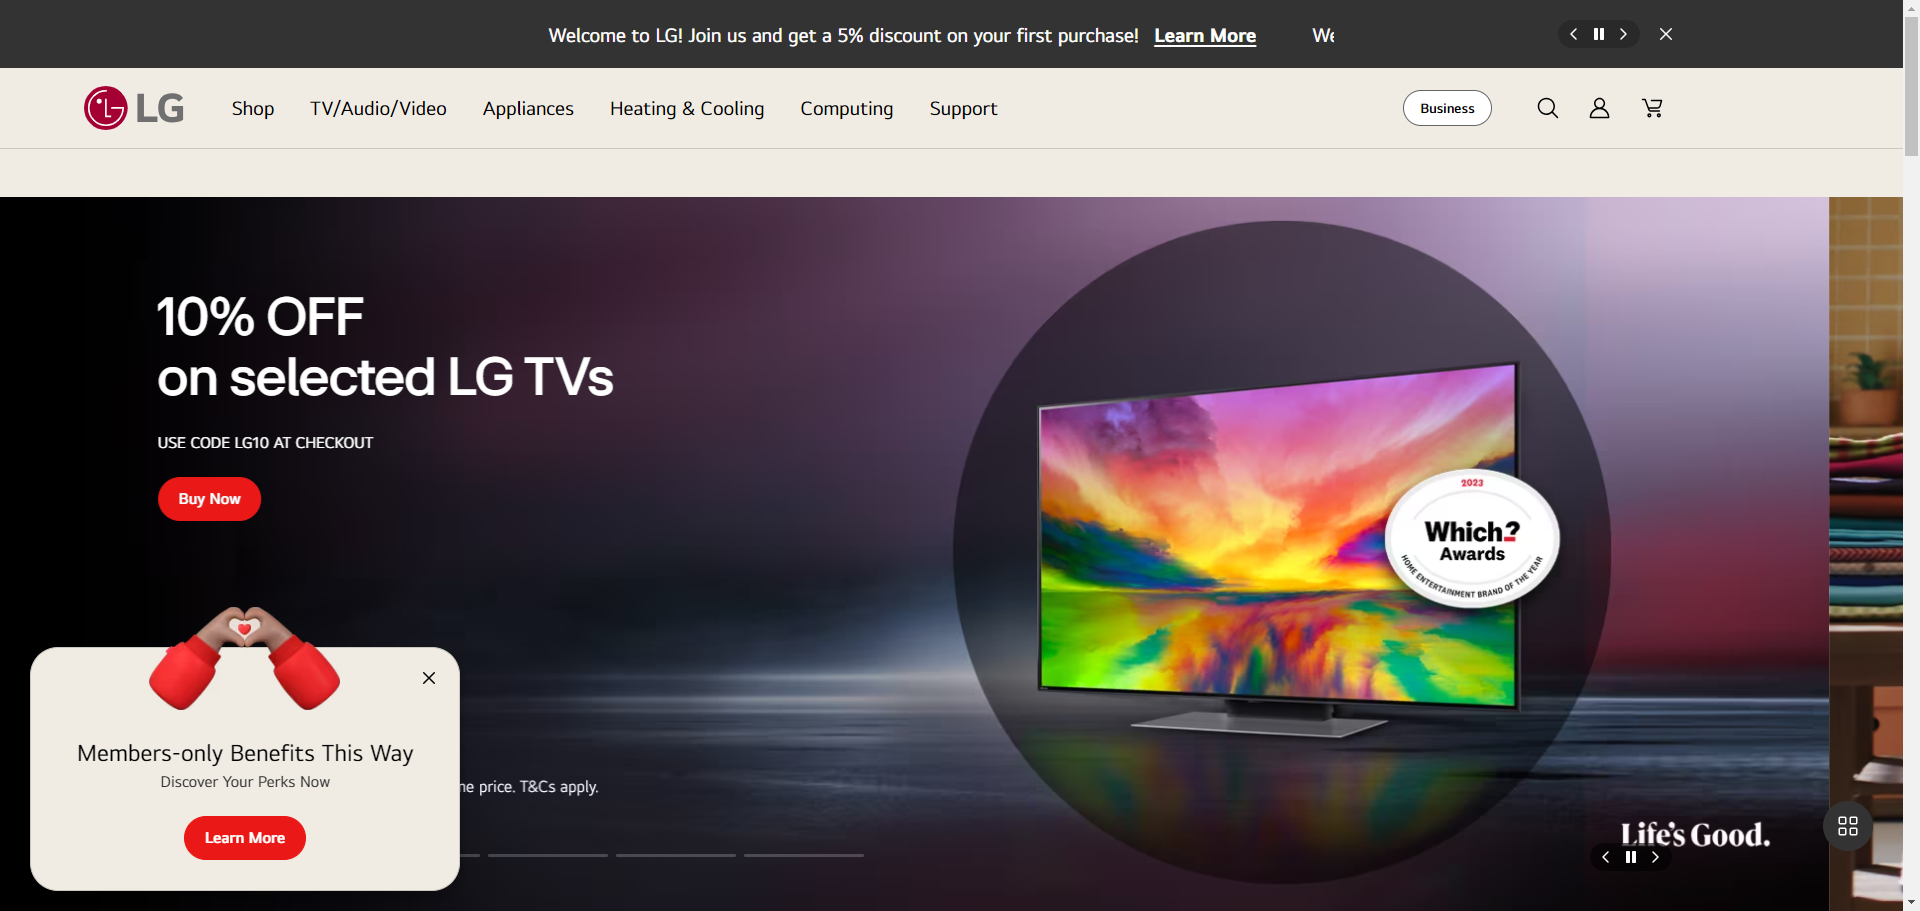 Welcome to LG! Join us and get a 5% discount on your first purchase! Learn More We
LG
Shop TV/Audio/Video Appliances Heating & Cooling Computing Support Business
10% OFF
on selected LG TVs
USE CODE LG10 AT CHECKOUT
Buy Now
2023
Which?
Awards
HOME ENTERTAINMENT BRAND OF THE YEAR
Members-only Benefits This Way
Discover Your Perks Now
Learn More
price. T&Cs apply.
Life's Good.